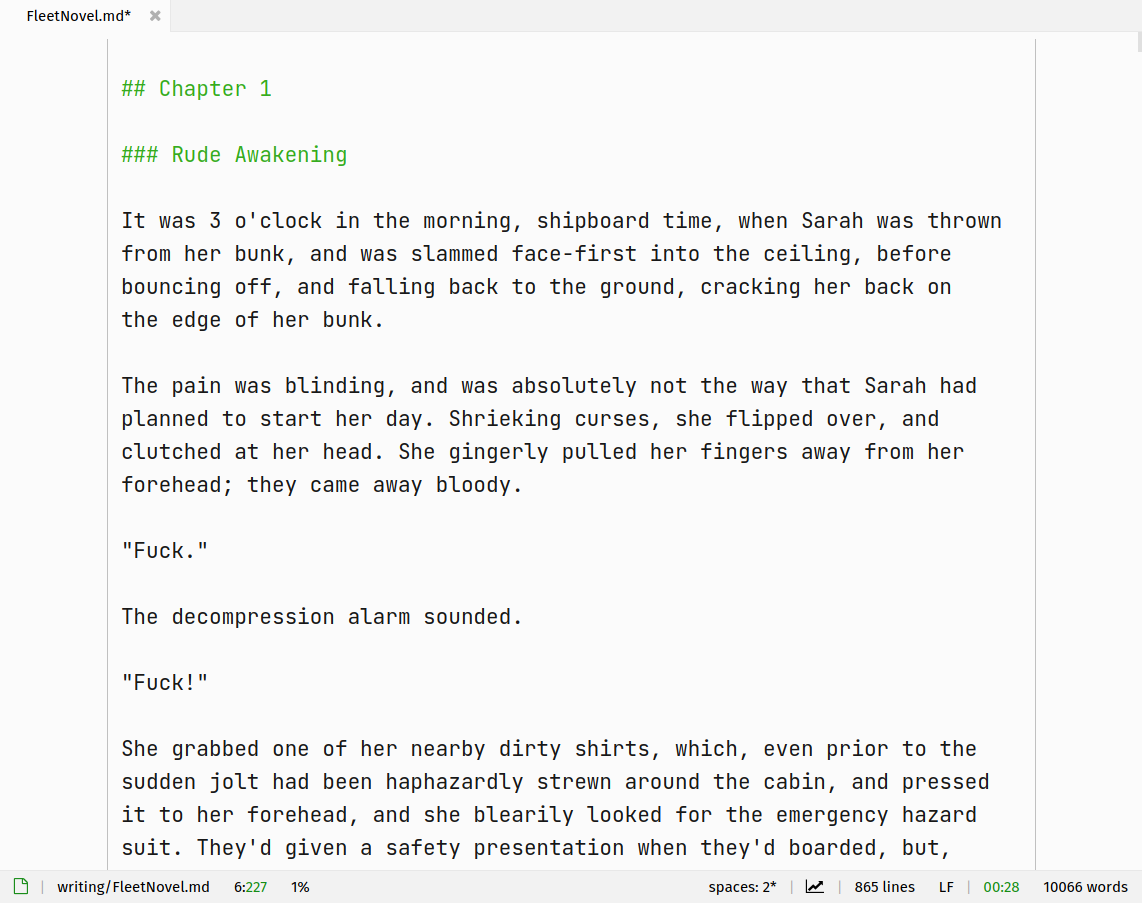 FleetNovel.md*
## Chapter 1
### Rude Awakening
It was 3 o'clock in the morning, shipboard time, when Sarah was thrown
from her bunk, and was slammed face-first into the ceiling, before
bouncing off, and falling back to the ground, cracking her back on
the edge of her bunk.
The pain was blinding, and was absolutely not the way that Sarah had
planned to start her day. Shrieking curses, she flipped over, and
clutched at her head. She gingerly pulled her fingers away from her
forehead; they came away bloody.
"Fuck."
The decompression alarm sounded.
"Fuck!"
She grabbed one of her nearby dirty shirts, which, even prior to the
sudden jolt had been haphazardly strewn around the cabin, and pressed
it to her forehead, and she blearily looked for the emergency hazard
suit. They'd given a safety presentation when they'd boarded, but,
writing/FleetNovel.md 6:227 1% spaces: 2* 865 lines LF 00:28 10066 words